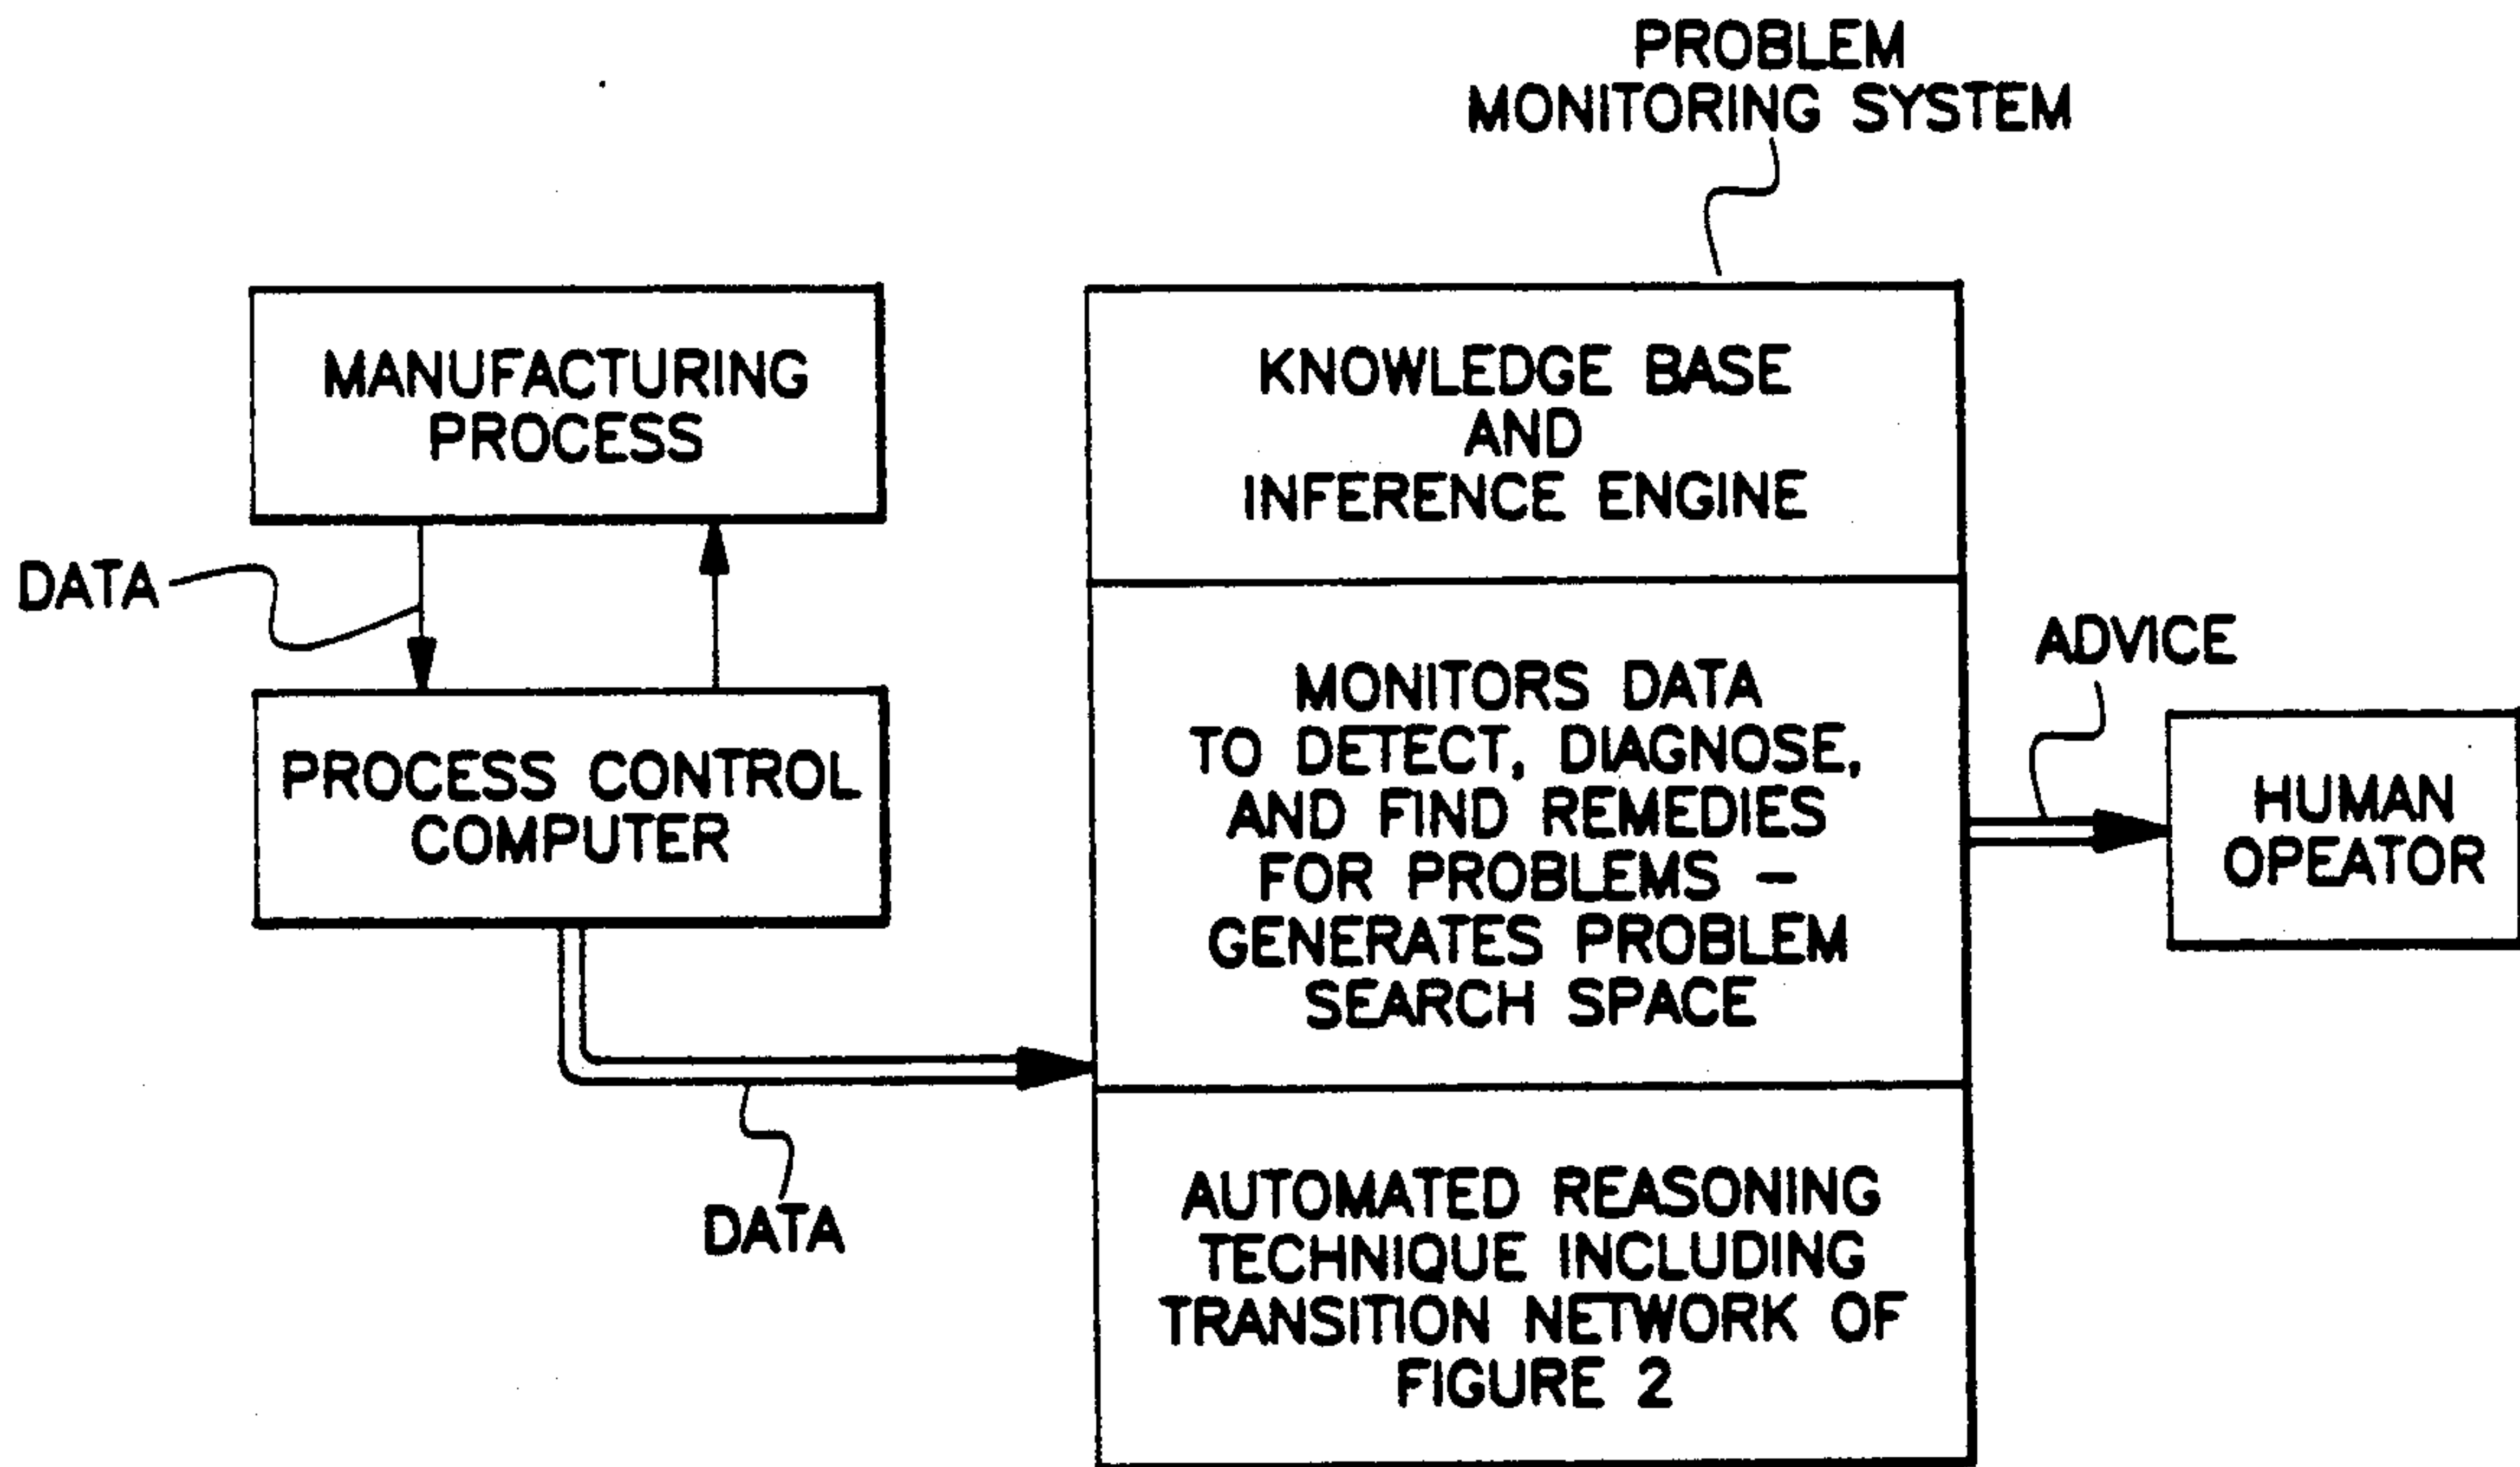 PROBLEM
MONITORING SYSTEM
MANUFACTURING
PROCESS
DATA
PROCESS CONTROL
COMPUTER
DATA
KNOWLEDGE BASE
AND
INFERENCE ENGINE
MONITORS DATA
TO DETECT, DIAGNOSE,
AND FIND REMEDIES
FOR PROBLEMS –
GENERATES PROBLEM
SEARCH SPACE
AUTOMATED REASONING
TECHNIQUE INCLUDING
TRANSITION NETWORK OF
FIGURE 2
ADVICE
HUMAN
OPEATOR